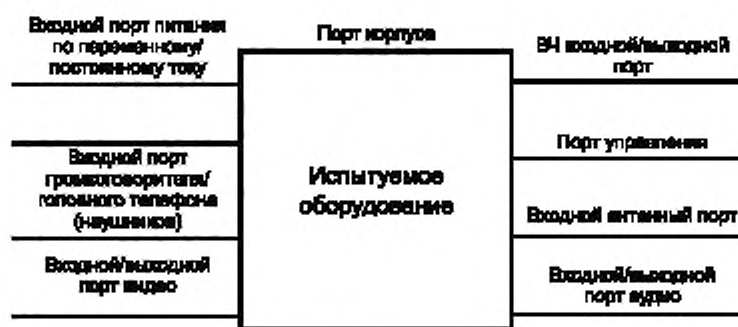 Входной порт питания
по переменному/
постоянному току
Порт корпуса
ВЧ входной/выходной
порт
Порт управления
Входной порт
громкоговорителя/
головного телефона
(наушников)
Испытуемое
оборудование
Входной антенный порт
Входной/выходной
порт видео
Входной/выходной
порт аудио